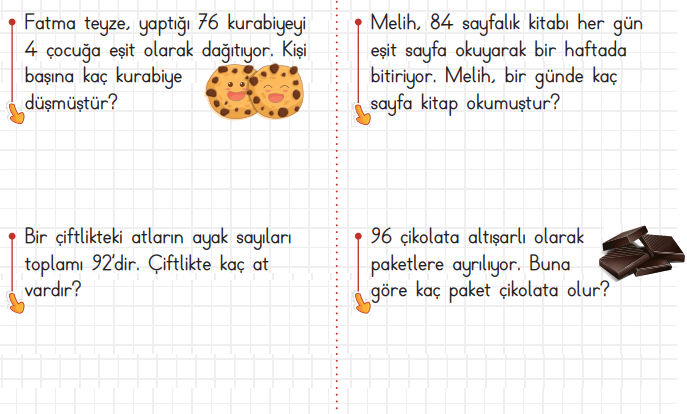 Fatma teyze, yaptığı 76 kurabiyeyi
4 çocuğa eşit olarak dağıtıyor. Kişi
başına kaç kurabiye
düşmüştür?
Melih, 84 sayfalık kitabı her gün
eşit sayfa okuyarak bir haftada
bitiriyor. Melih, bir günde kaç
sayfa kitap okumuştur?
Bir çiftlikteki atların ayak sayıları
toplamı 92'dir. Çiftlikte kaç at
vardır?
96 çikolata altışarlı olarak
paketlere ayrılıyor. Buna
göre kaç paket çikolata olur?